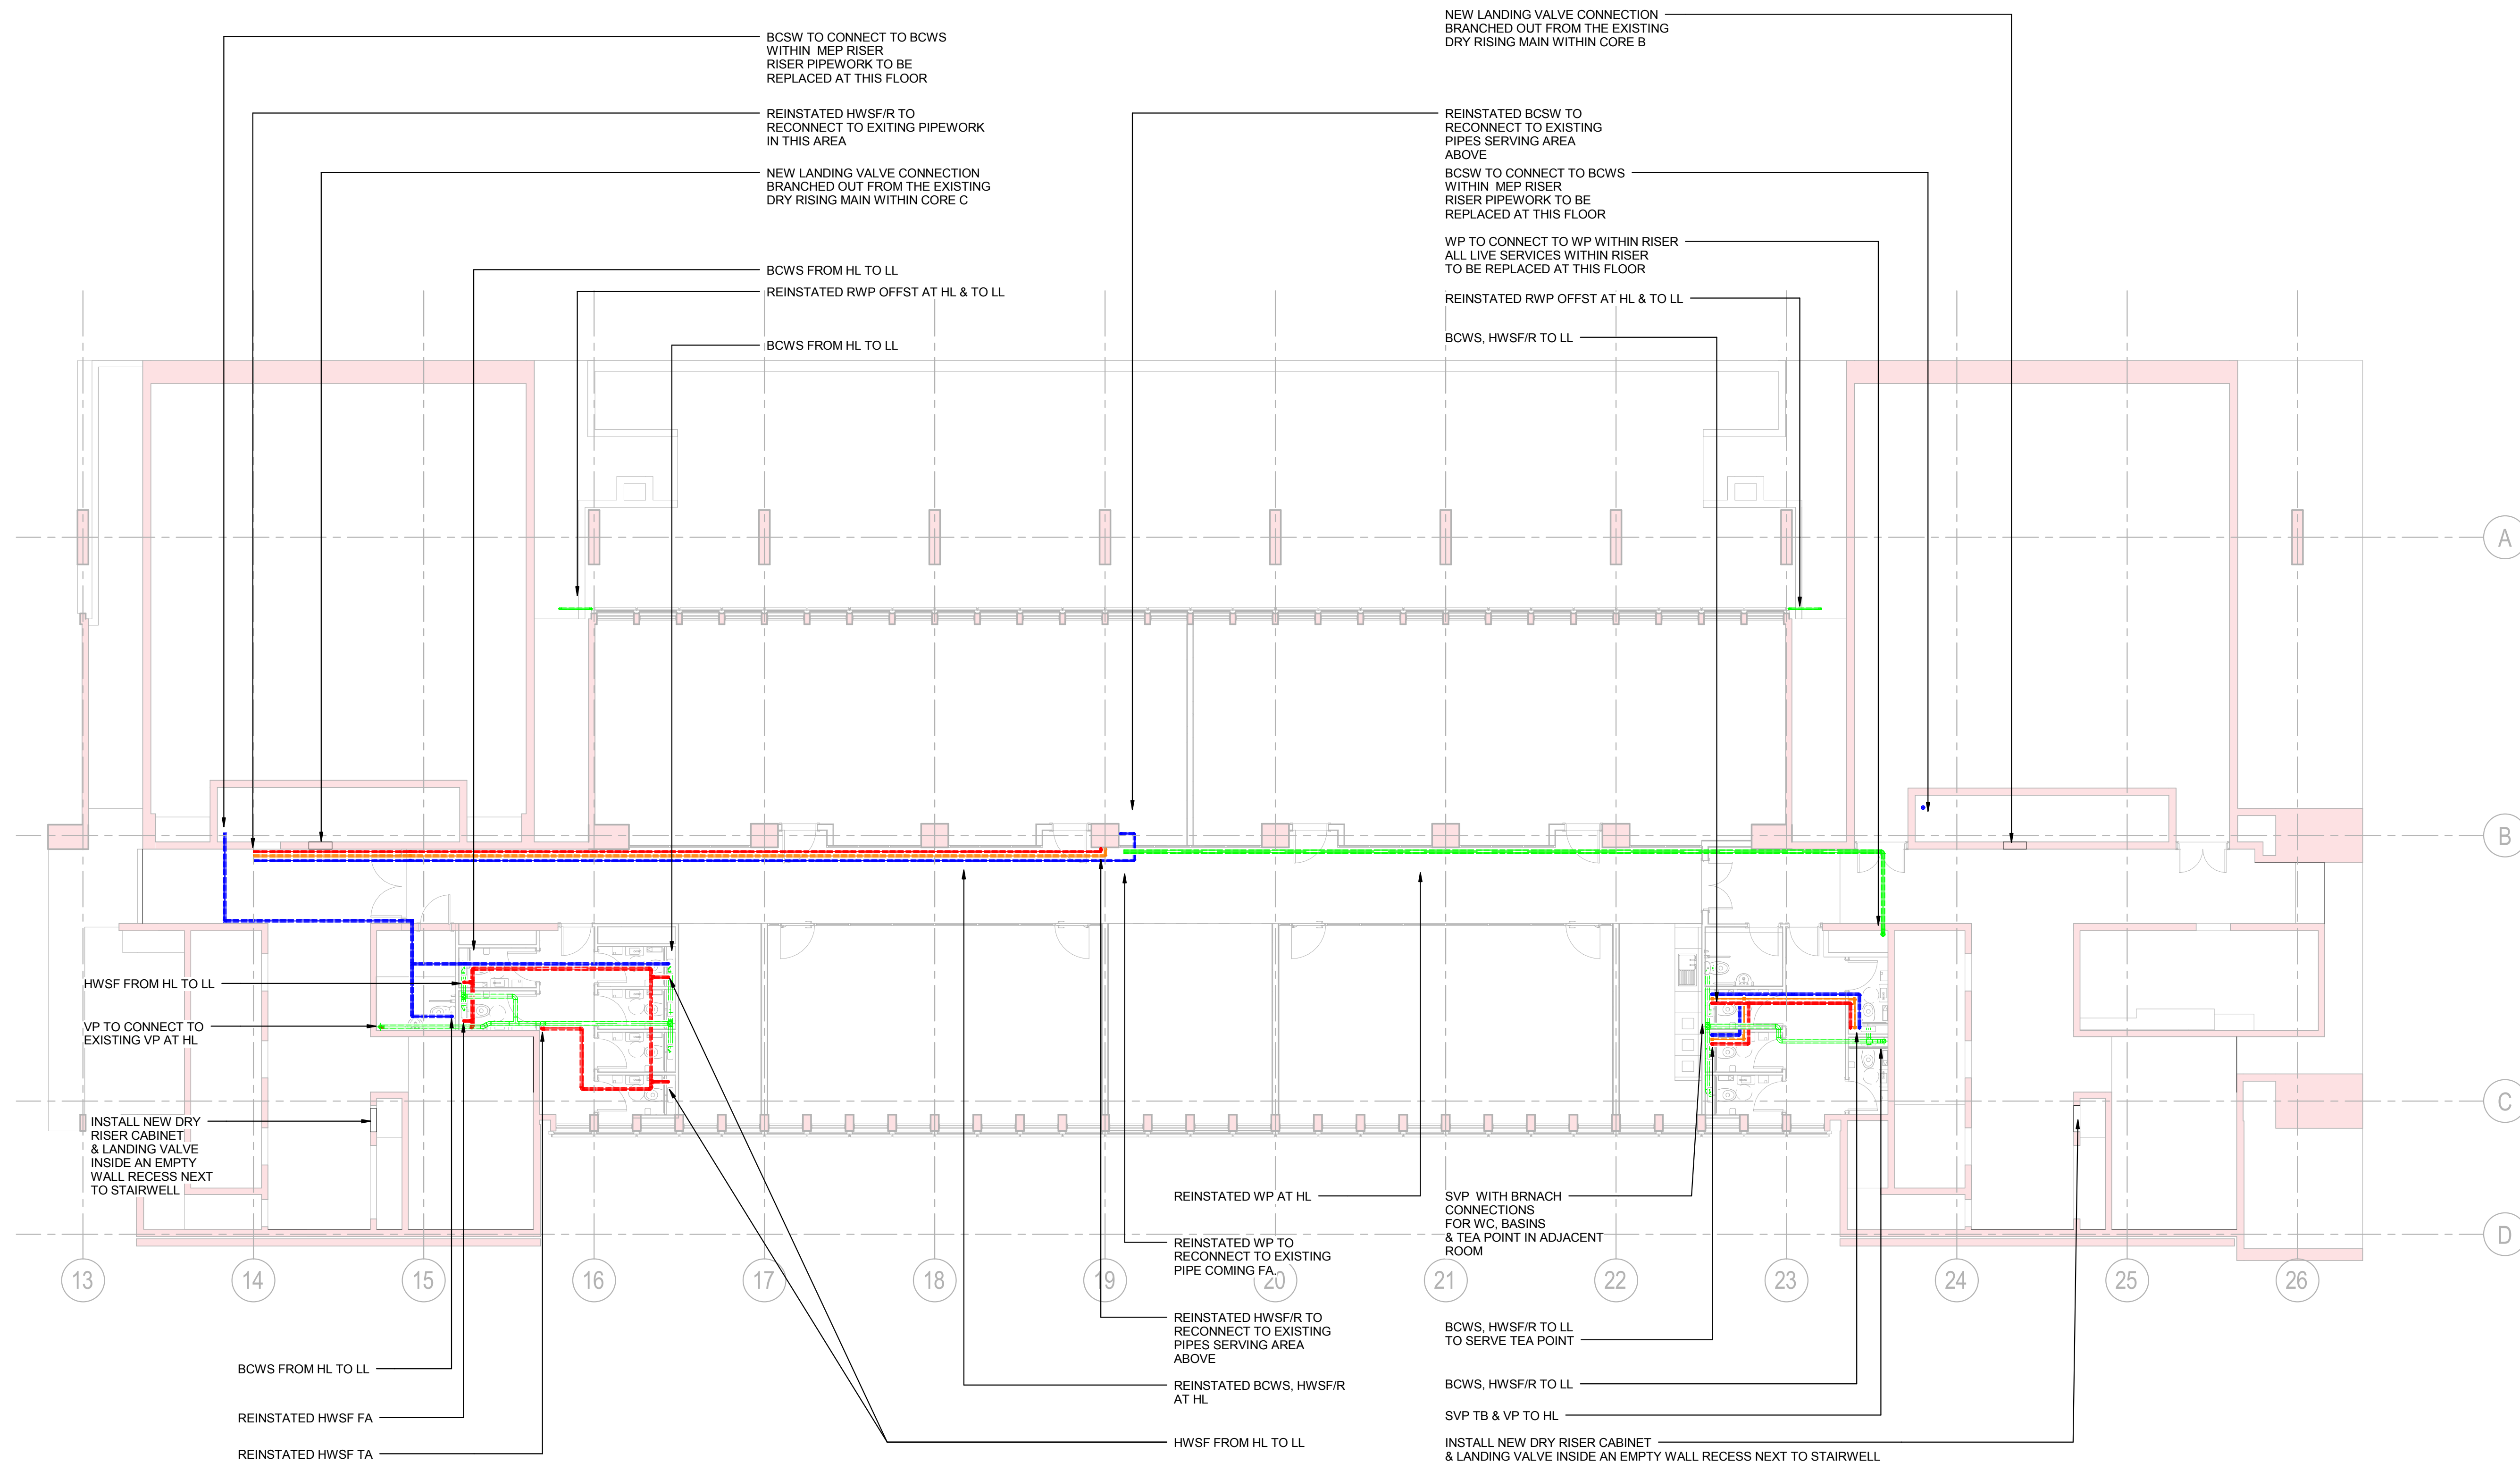 BCSW TO CONNECT TO BCWS
WITHIN MEP RISER
RISER PIPEWORK TO BE
REPLACED AT THIS FLOOR
REINSTATED HWSF/R TO
RECONNECT TO EXITING PIPEWORK
IN THIS AREA
NEW LANDING VALVE CONNECTION
BRANCHED OUT FROM THE EXISTING
DRY RISING MAIN WITHIN CORE C
BCWS FROM HL TO LL
REINSTATED RWP OFFST AT HL & TO LL
BCWS FROM HL TO LL
NEW LANDING VALVE CONNECTION
BRANCHED OUT FROM THE EXISTING
DRY RISING MAIN WITHIN CORE B
REINSTATED BCSW TO
RECONNECT TO EXISTING
PIPES SERVING AREA
ABOVE
BCSW TO CONNECT TO BCWS
WITHIN MEP RISER
RISER PIPEWORK TO BE
REPLACED AT THIS FLOOR
WP TO CONNECT TO WP WITHIN RISER
ALL LIVE SERVICES WITHIN RISER
TO BE REPLACED AT THIS FLOOR
REINSTATED RWP OFFST AT HL & TO LL
BCWS, HWSF/R TO LL
A
B
C
D
HWSF FROM HL TO LL
VP TO CONNECT TO
EXISTING VP AT HL
INSTALL NEW DRY
RISER CABINET
& LANDING VALVE
INSIDE AN EMPTY
WALL RECESS NEXT
TO STAIRWELL
13
14
15
16
17
18
19
20
21
22
23
24
25
26
BCWS FROM HL TO LL
REINSTATED HWSF FA
REINSTATED HWSF TA
REINSTATED WP AT HL
REINSTATED WP TO
RECONNECT TO EXISTING
PIPE COMING FA.
REINSTATED HWSF/R TO
RECONNECT TO EXISTING
PIPES SERVING AREA
ABOVE
REINSTATED BCWS, HWSF/R
AT HL
HWSF FROM HL TO LL
SVP WITH BRNACH
CONNECTIONS
FOR WC, BASINS
& TEA POINT IN ADJACENT
ROOM
BCWS, HWSF/R TO LL
TO SERVE TEA POINT
BCWS, HWSF/R TO LL
SVP TB & VP TO HL
INSTALL NEW DRY RISER CABINET
& LANDING VALVE INSIDE AN EMPTY WALL RECESS NEXT TO STAIRWELL